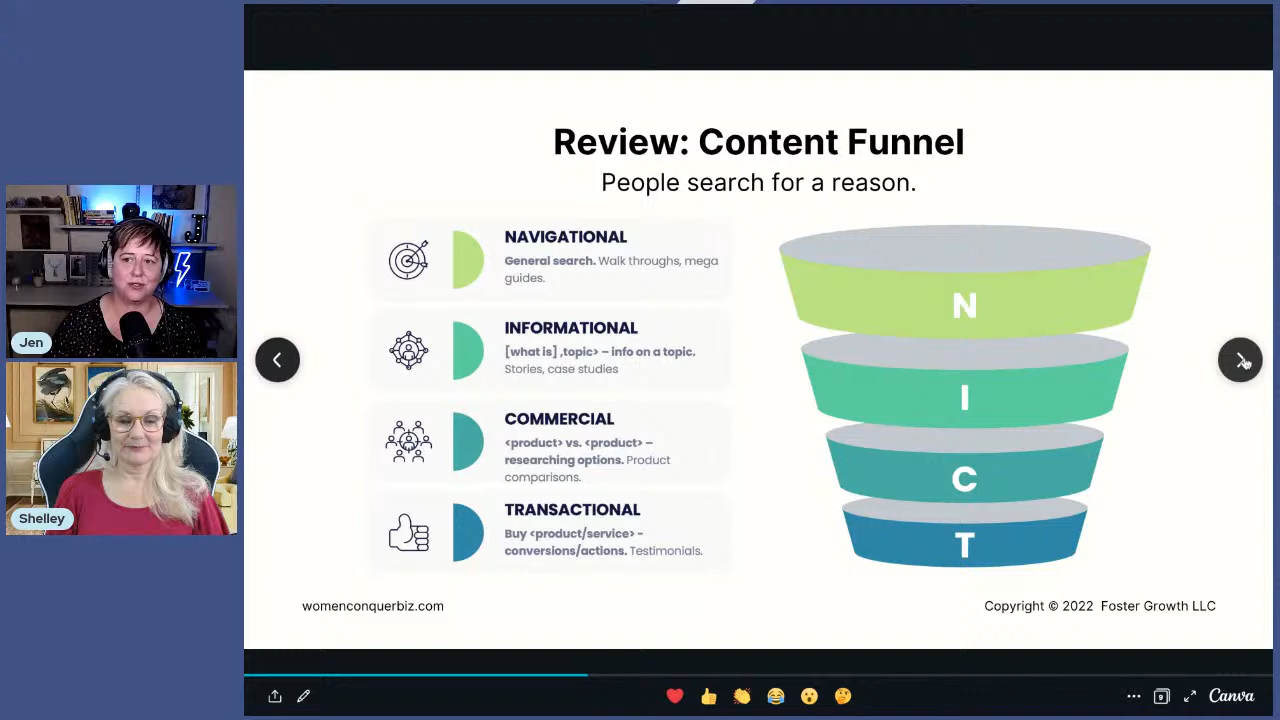 Review: Content Funnel
People search for a reason.
NAVIGATIONAL
General search. Walk throughs, mega
guides.
INFORMATIONAL
[what is] ,topic> – info on a topic.
Stories, case studies
COMMERCIAL
<product> vs. <product> –
researching options. Product
comparisons.
TRANSACTIONAL
Buy <product/service> -
conversions/actions. Testimonials.
N
I
C
T
womenconquerbiz.com
Copyright © 2022 Foster Growth LLC
J
Jen
Shelley
9
Canva